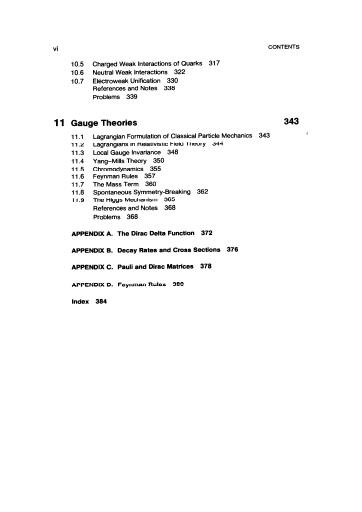 vi CONTENTS
10.5 Charged Weak Interactions of Quarks 317
10.6 Neutral Weak Interactions 322
10.7 Electroweak Unification 330
References and Notes 338
Problems 339
11 Gauge Theories 343
11.1 Lagrangian Formulation of Classical Particle Mechanics 343
11.2 Lagrangians in Relativistic Field Theory 344
11.3 Local Gauge Invariance 348
11.4 Yang–Mills Theory 350
11.5 Chromodynamics 355
11.6 Feynman Rules 357
11.7 The Mass Term 360
11.8 Spontaneous Symmetry-Breaking 362
11.9 The Higgs Mechanism 365
References and Notes 368
Problems 368
APPENDIX A. The Dirac Delta Function 372
APPENDIX B. Decay Rates and Cross Sections 376
APPENDIX C. Pauli and Dirac Matrices 378
APPENDIX D. Feynman Rules 380
Index 384